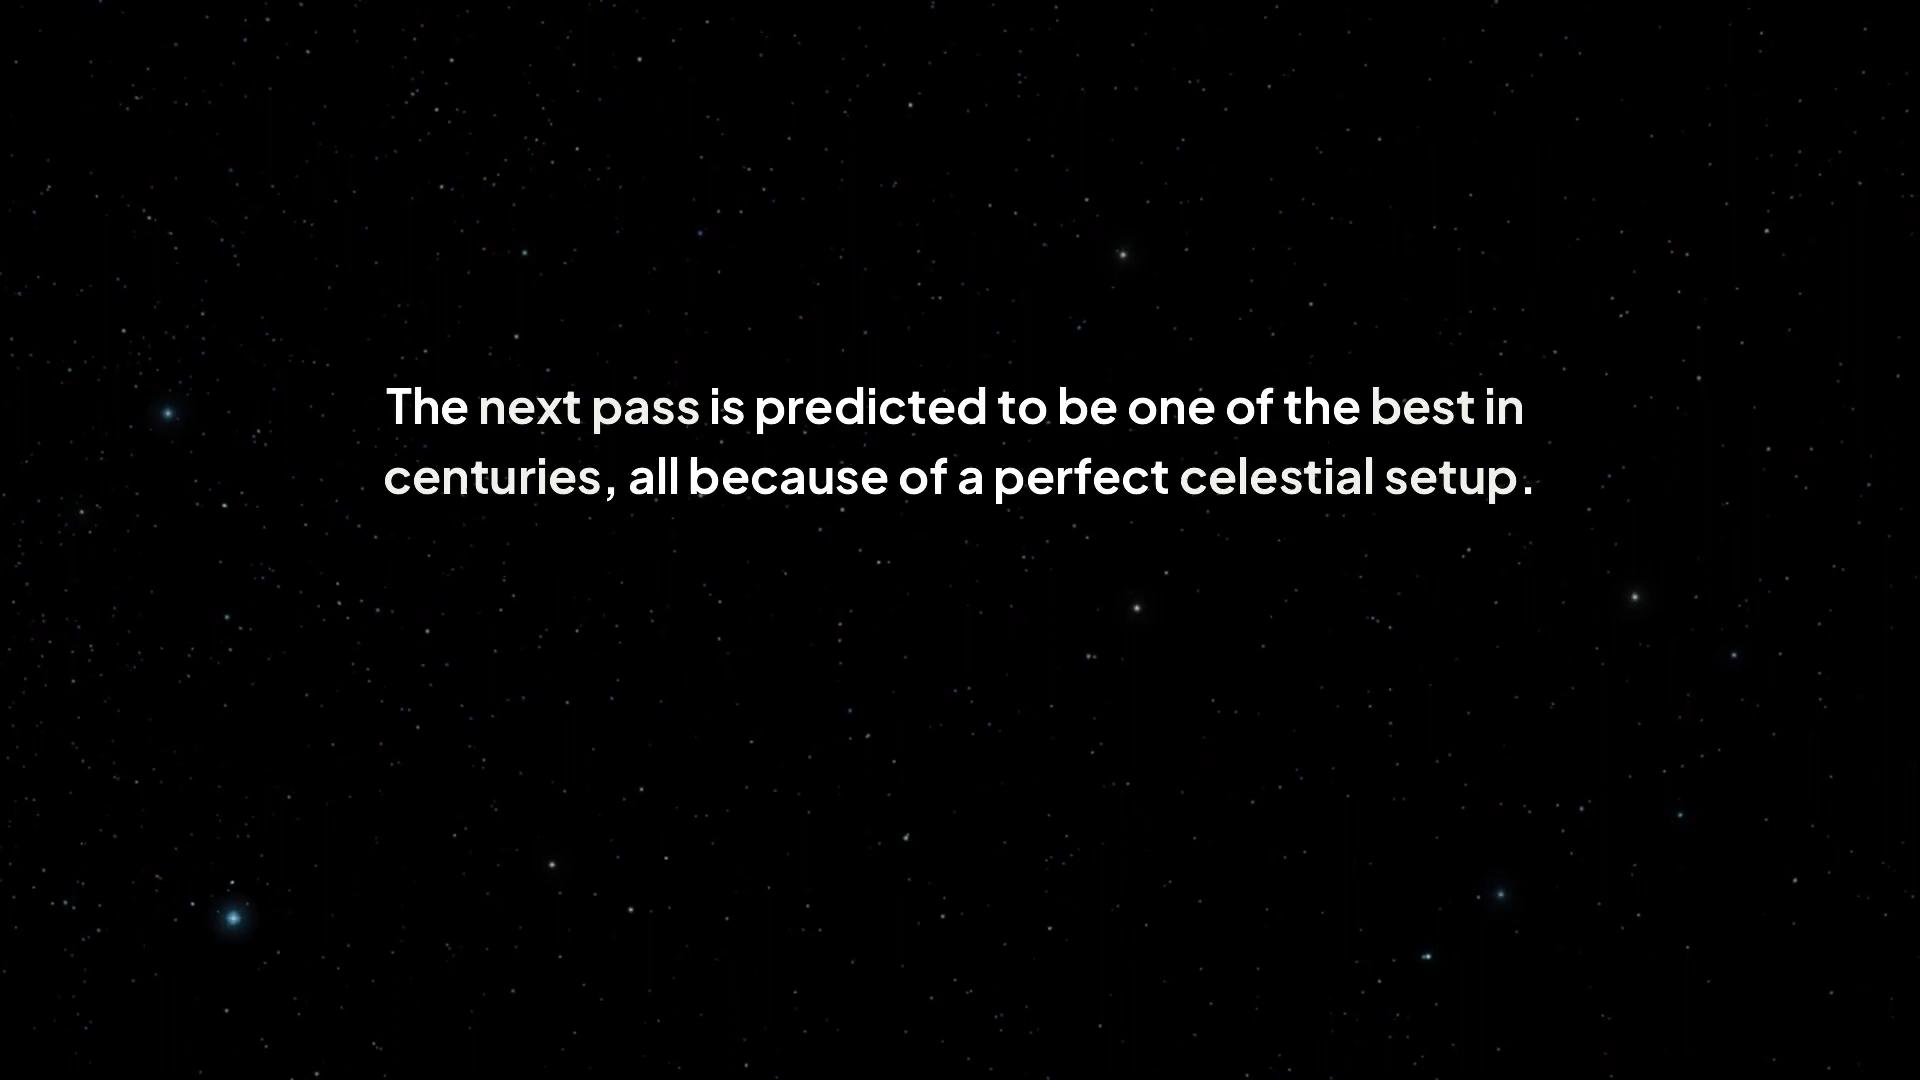 The next pass is predicted to be one of the best in
centuries, all because of a perfect celestial setup.